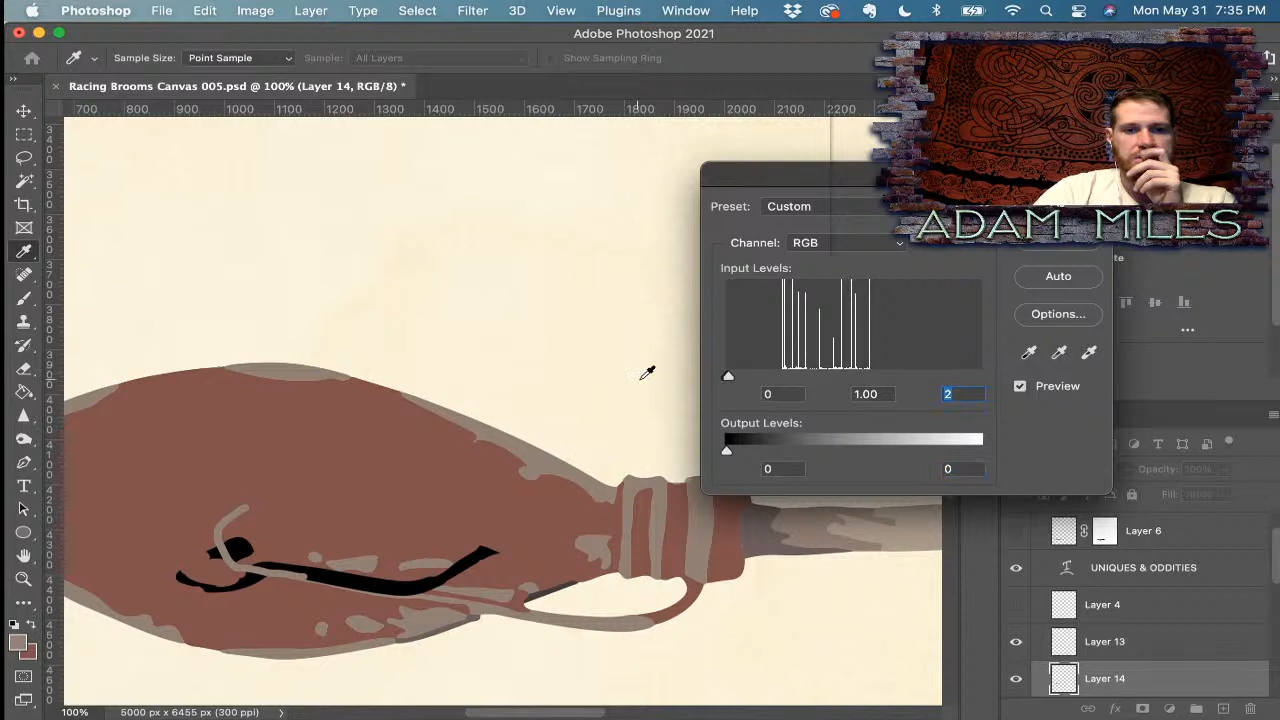 Photoshop File Edit Image Layer Type Select Filter 3D View Plugins Window Help Mon May 31 7:35 PM
Adobe Photoshop 2021
Sample Size: Point Sample Sample: All Layers Show Sampling Ring
Racing Brooms Canvas 005.psd @ 100% (Layer 14, RGB/8) *
700 800 900 1000 1100 1200 1300 1400 1500 1600 1700 1800 1900 2000 2100 2200
Preset: Custom
ADAM MILES
Channel: RGB
Input Levels:
Auto
Options...
Preview
0 1.00 2
Output Levels:
0 0
Opacity:
Fill:
Layer 6
UNIQUES & ODDITIES
Layer 4
Layer 13
Layer 14
100% 5000 px x 6455 px (300 ppi)